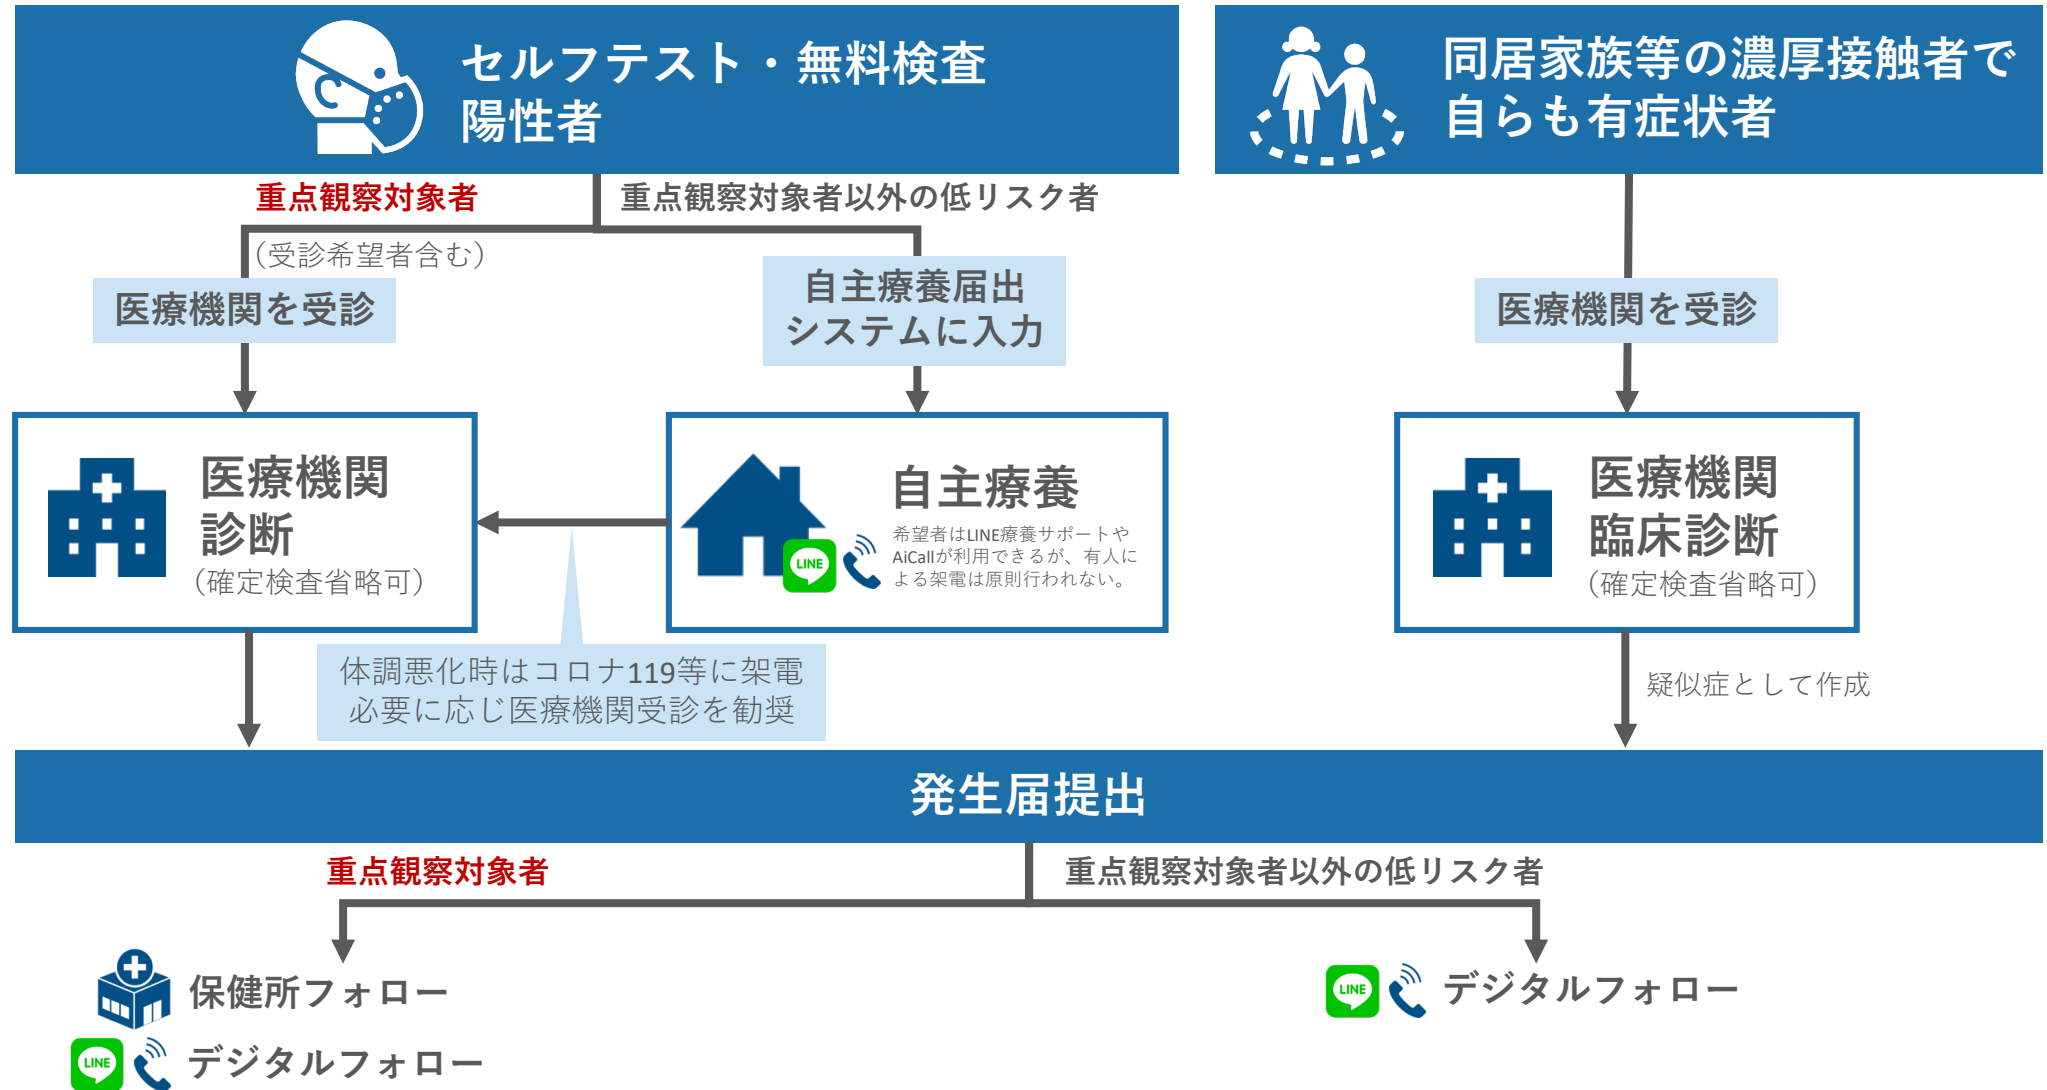 セルフテスト・無料検査
陽性者
同居家族等の濃厚接触者で
自らも有症状者
重点観察対象者
重点観察対象者以外の低リスク者
（受診希望者含む）
医療機関を受診
自主療養届出
システムに入力
医療機関を受診
医療機関
診断
（確定検査省略可）
自主療養
希望者はLINE療養サポートや
AiCallが利用できるが、有人に
よる架電は原則行われない。
LINE
医療機関
臨床診断
（確定検査省略可）
体調悪化時はコロナ119等に架電
必要に応じ医療機関受診を勧奨
疑似症として作成
発生届提出
重点観察対象者
重点観察対象者以外の低リスク者
保健所フォロー
LINE
デジタルフォロー
LINE
デジタルフォロー